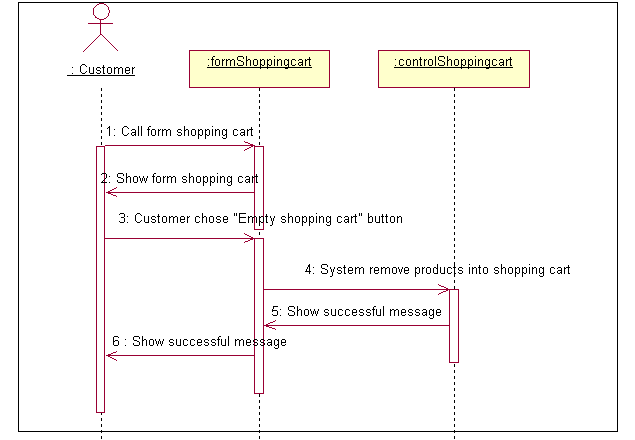 : Customer
:formShoppingcart
:controlShoppingcart
1: Call form shopping cart
2: Show form shopping cart
3: Customer chose "Empty shopping cart" button
4: System remove products into shopping cart
5: Show successful message
6 : Show successful message